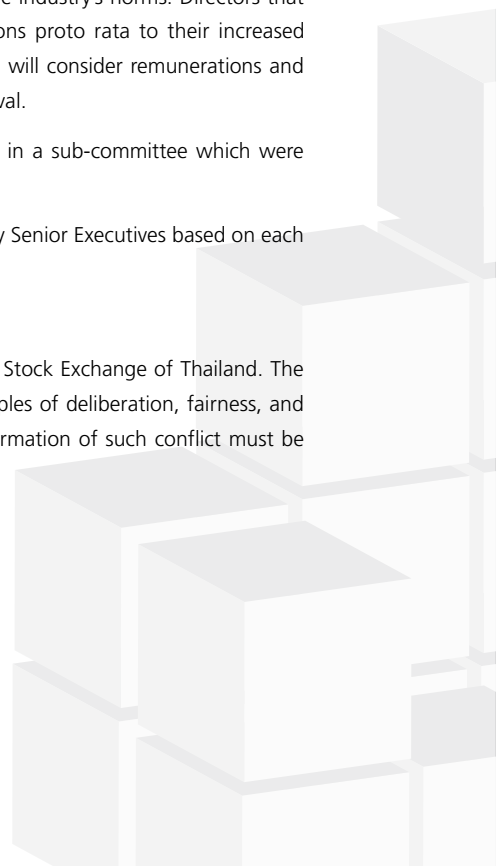 industry's norms. Directors that
ons proto rata to their increased
will consider remunerations and
val.
in a sub-committee which were
y Senior Executives based on each
Stock Exchange of Thailand. The
ples of deliberation, fairness, and
rmation of such conflict must be